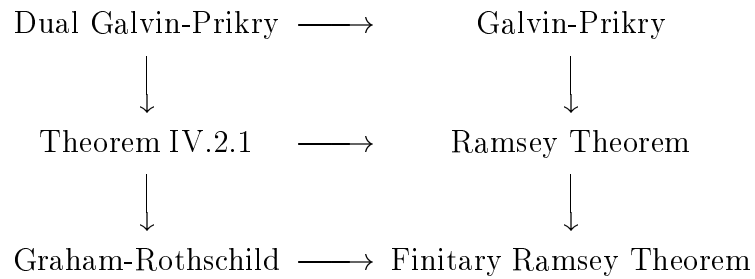 Dual Galvin-Prikry ⟶ Galvin-Prikry
Theorem IV.2.1 ⟶ Ramsey Theorem
Graham-Rothschild ⟶ Finitary Ramsey Theorem